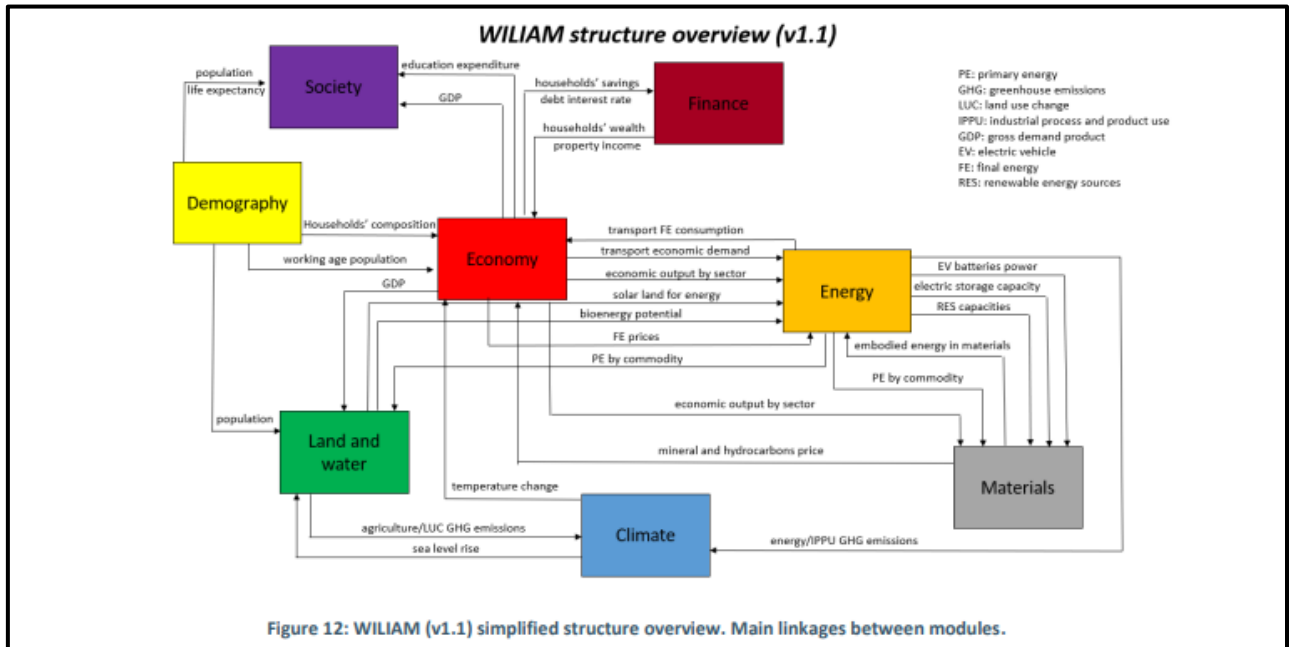 WILIAM structure overview (v1.1)
population
life expectancy
Society
education expenditure
GDP
households' savings
debt interest rate
households' wealth
property income
Finance
PE: primary energy
GHG: greenhouse emissions
LUC: land use change
IPPU: industrial process and product use
GDP: gross demand product
EV: electric vehicle
FE: final energy
RES: renewable energy sources
Demography
Households' composition
working age population
Economy
transport FE consumption
transport economic demand
economic output by sector
GDP
solar land for energy
bioenergy potential
FE prices
PE by commodity
Energy
EV batteries power
electric storage capacity
RES capacities
embodied energy in materials
PE by commodity
population
Land and
water
economic output by sector
mineral and hydrocarbons price
Materials
temperature change
agriculture/LUC GHG emissions
sea level rise
Climate
energy/IPPU GHG emissions
Figure 12: WILIAM (v1.1) simplified structure overview. Main linkages between modules.